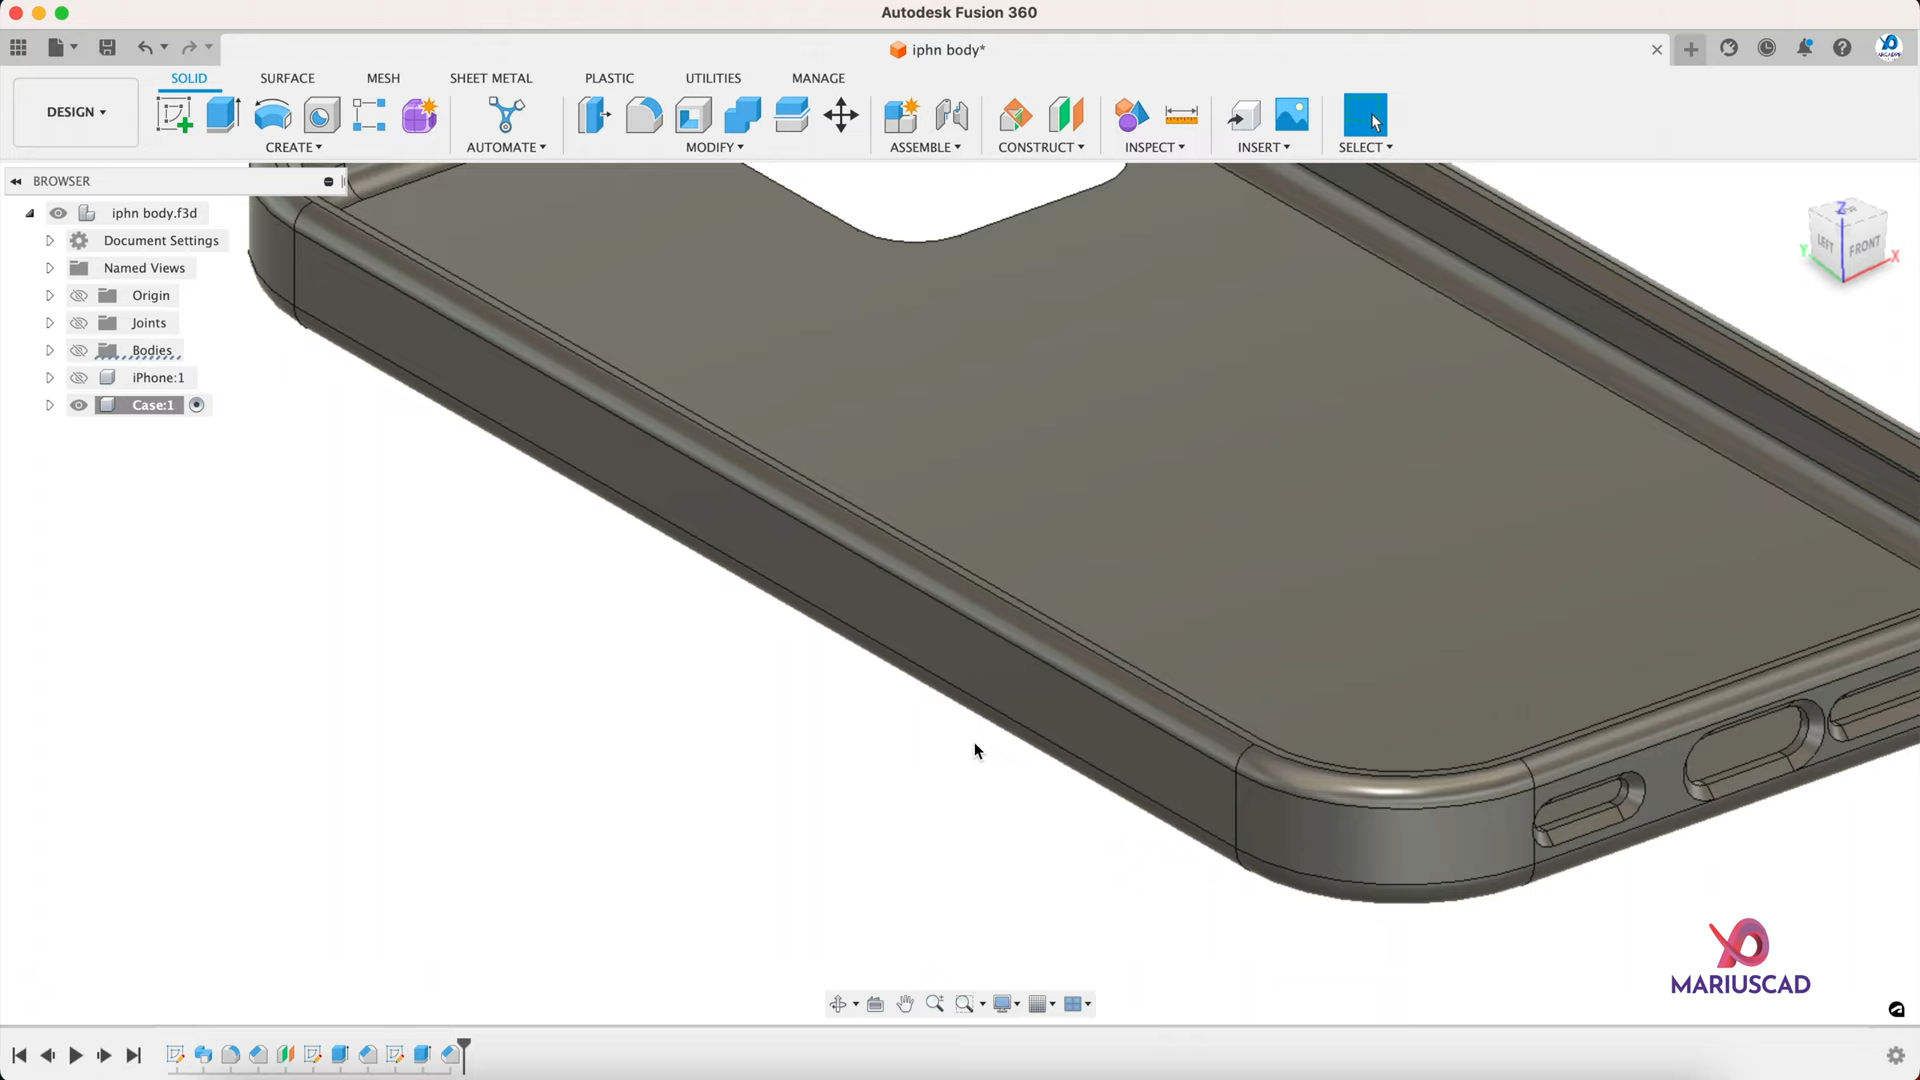 Autodesk Fusion 360
iphn body*
SOLID SURFACE MESH SHEET METAL PLASTIC UTILITIES MANAGE
DESIGN
CREATE AUTOMATE MODIFY ASSEMBLE CONSTRUCT INSPECT INSERT SELECT
BROWSER
iphn body.f3d
Document Settings
Named Views
Origin
Joints
Bodies
iPhone:1
Case:1
Z
LEFT FRONT
Y X
MARIUSCAD